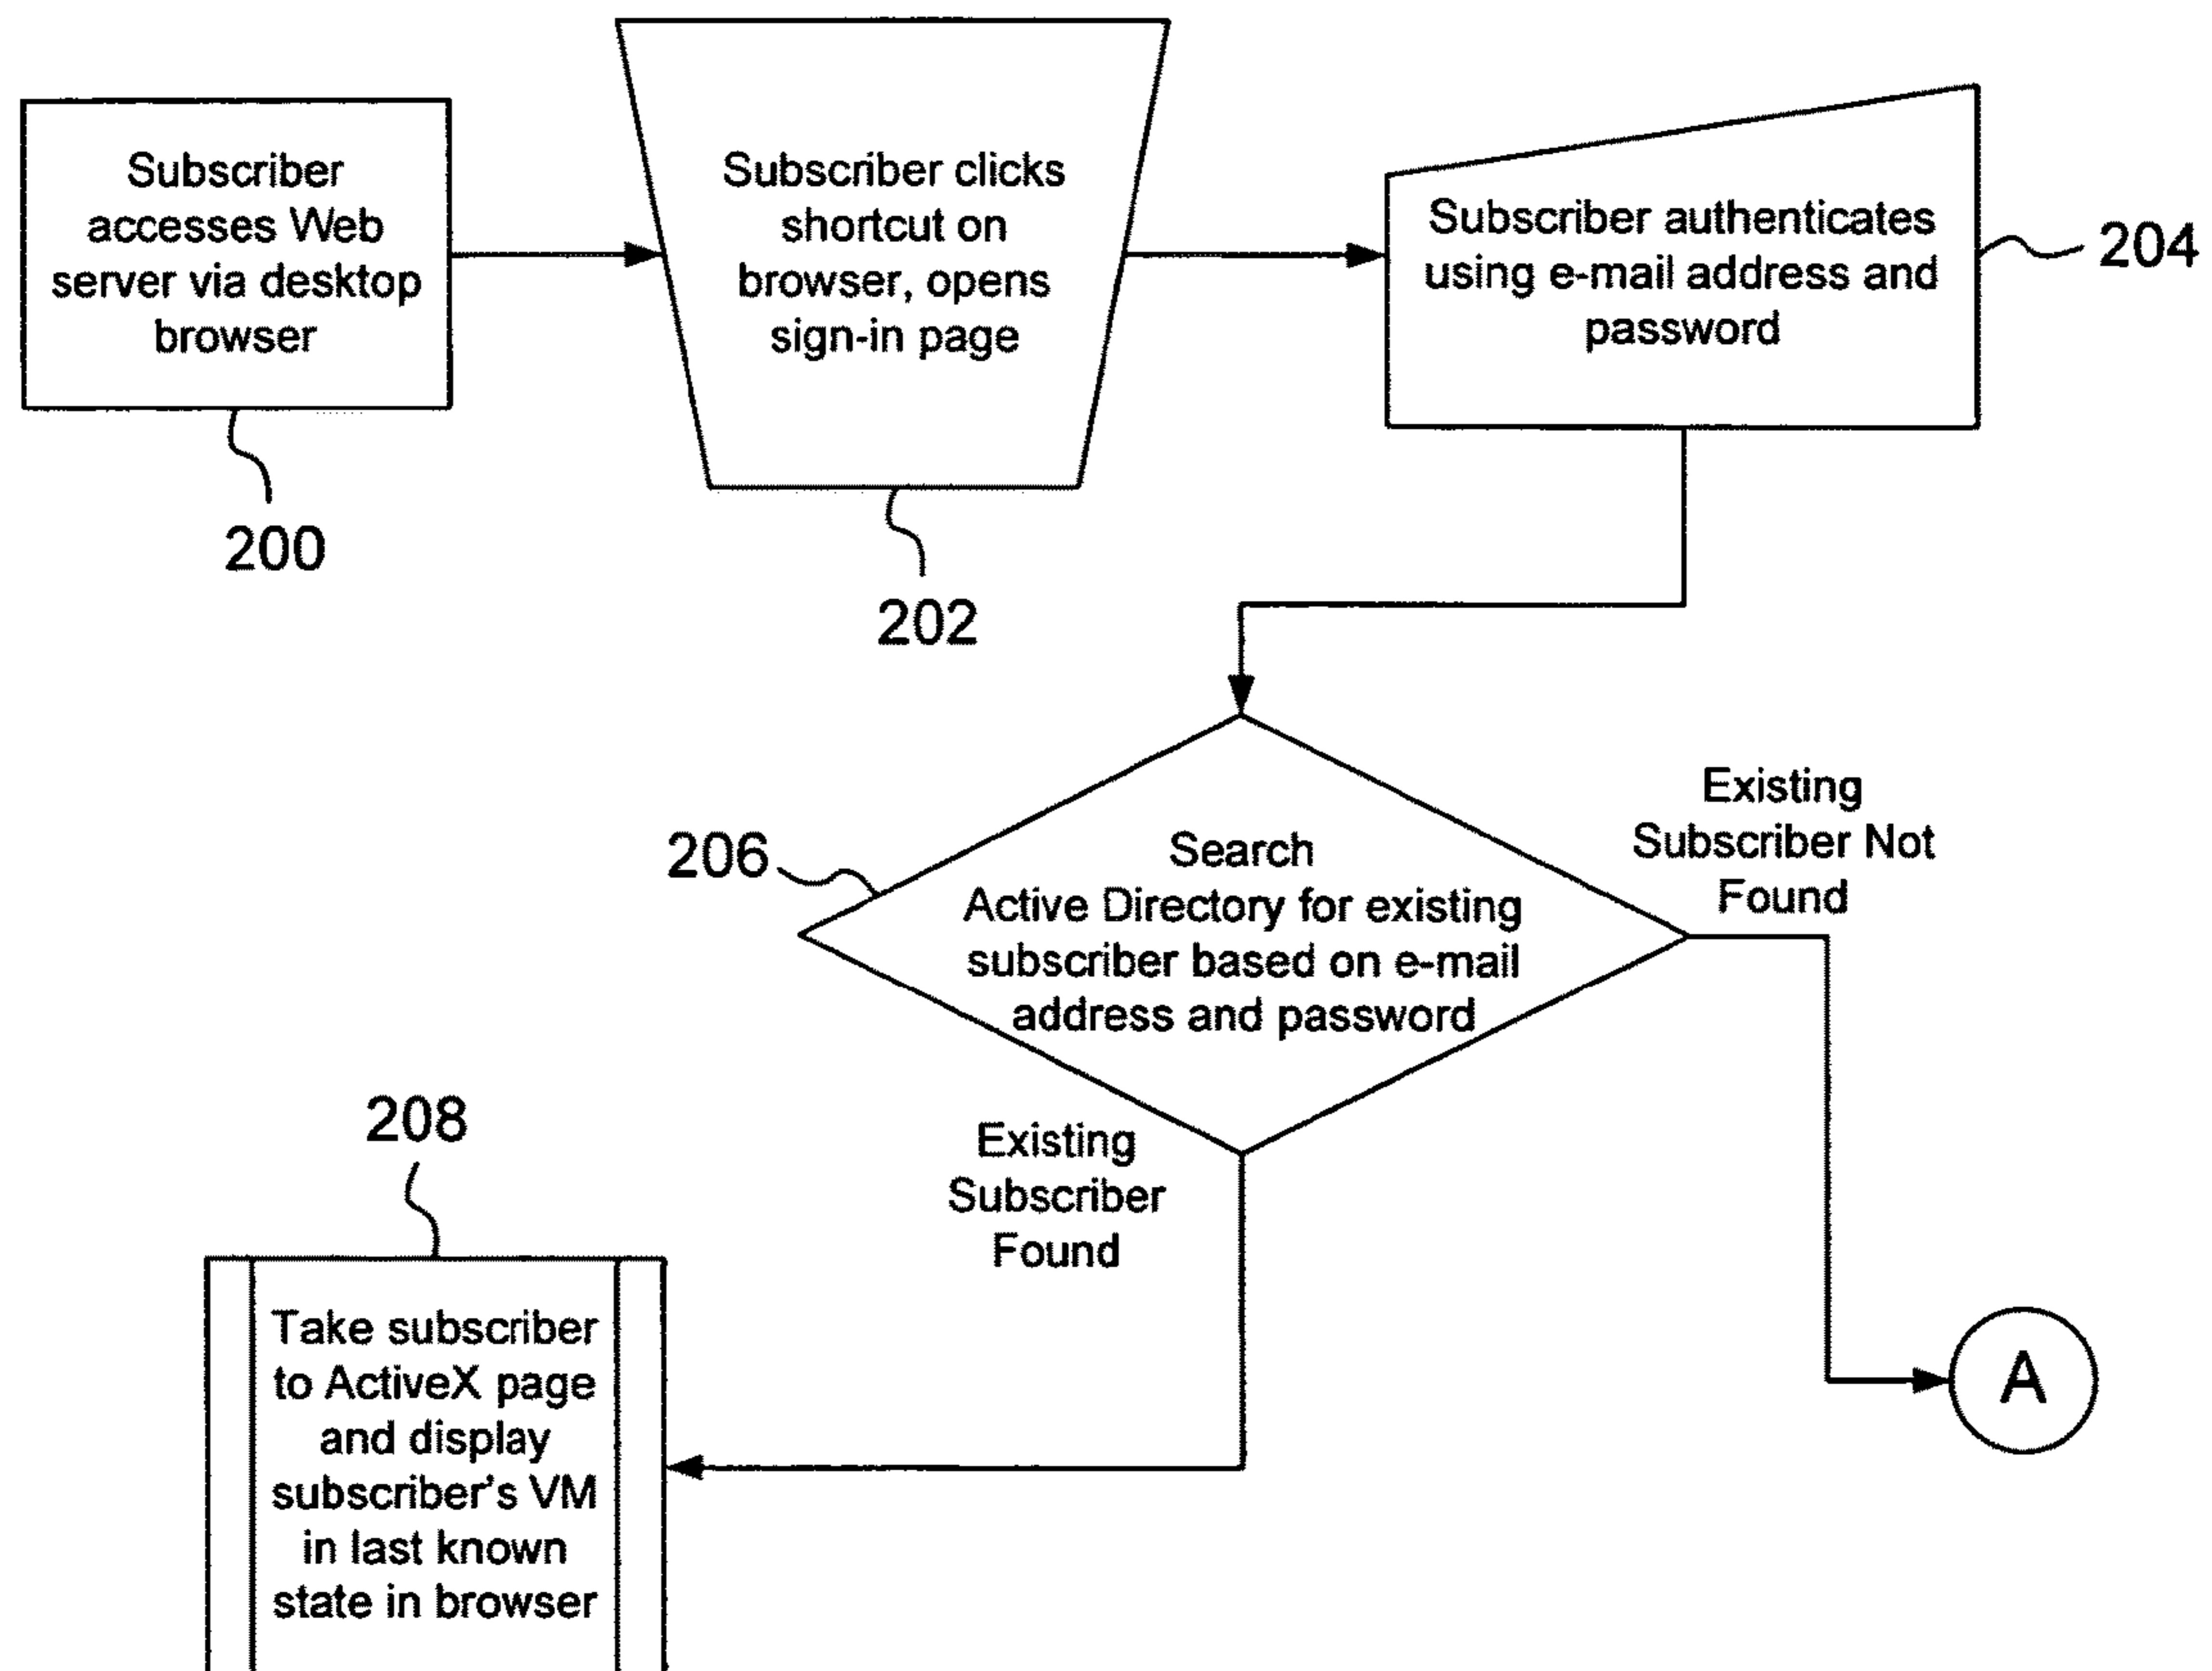 Subscriber
accesses Web
server via desktop
browser
200
Subscriber clicks
shortcut on
browser, opens
sign-in page
202
Subscriber authenticates
using e-mail address and
password
204
206
Search
Active Directory for existing
subscriber based on e-mail
address and password
Existing
Subscriber Not
Found
Existing
Subscriber
Found
208
Take subscriber
to ActiveX page
and display
subscriber's VM
in last known
state in browser
A